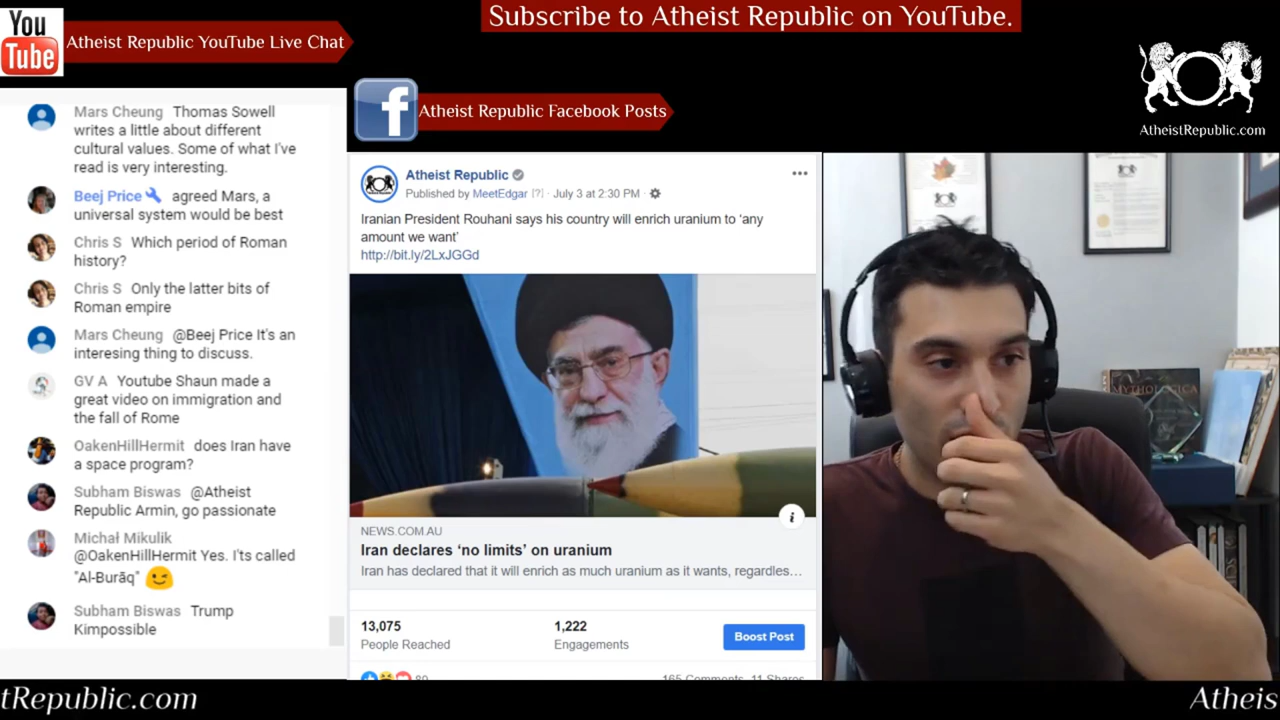 Subscribe to Atheist Republic on YouTube.
You
Tube
Atheist Republic YouTube Live Chat
AtheistRepublic.com
Atheist Republic Facebook Posts
Mars Cheung Thomas Sowell
writes a little about different
cultural values. Some of what I've
read is very interesting.
Beej Price agreed Mars, a
universal system would be best
Chris S Which period of Roman
history?
Chris S Only the latter bits of
Roman empire
Mars Cheung @Beej Price It's an
interesing thing to discuss.
GV A Youtube Shaun made a
great video on immigration and
the fall of Rome
OakenHillHermit does Iran have
a space program?
Subham Biswas @Atheist
Republic Armin, go passionate
Michał Mikulik
@OakenHillHermit Yes. I'ts called
"Al-Burāq"
Subham Biswas Trump
Kimpossible
Atheist Republic
Published by MeetEdgar [?] · July 3 at 2:30 PM ·
Iranian President Rouhani says his country will enrich uranium to 'any
amount we want'
http://bit.ly/2LxJGGd
NEWS.COM.AU
Iran declares 'no limits' on uranium
Iran has declared that it will enrich as much uranium as it wants, regardles...
13,075
People Reached
1,222
Engagements
Boost Post
89
165 Comments 11 Shares
MYTHOLOGICA
tRepublic.com
Atheis